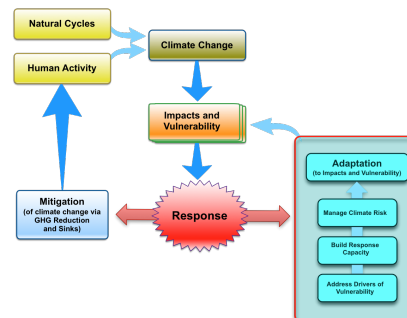 Natural Cycles
Climate Change
Human Activity
Impacts and
Vulnerability
Adaptation
(to Impacts and Vulnerability)
Mitigation
(of climate change via
GHG Reduction
and Sinks)
Response
Manage Climate Risk
Build Response
Capacity
Address Drivers of
Vulnerability